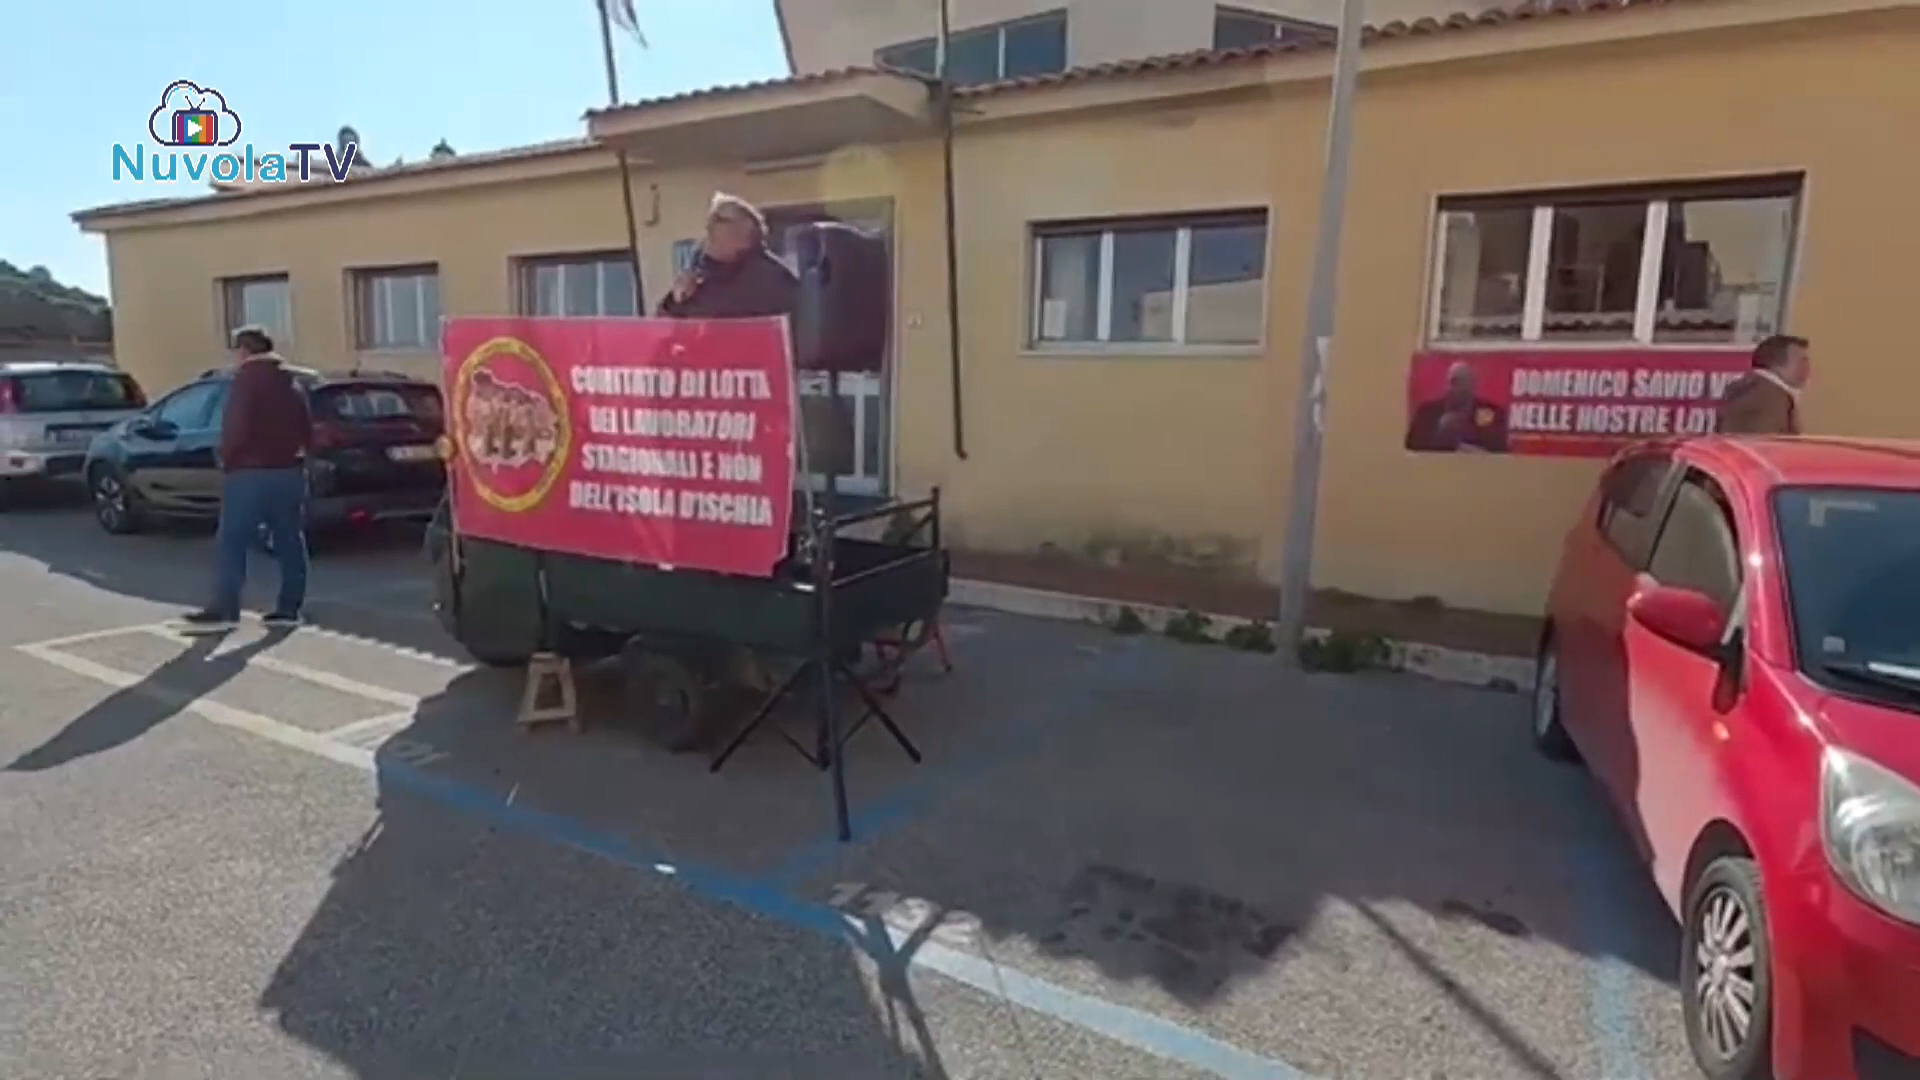 NuvolaTV
COMITATO DI LOTTA
DEI LAVORATORI
STAGIONALI E NON
DELL'ISOLA D'ISCHIA
DOMENICO SAVIO
NELLE NOSTRE